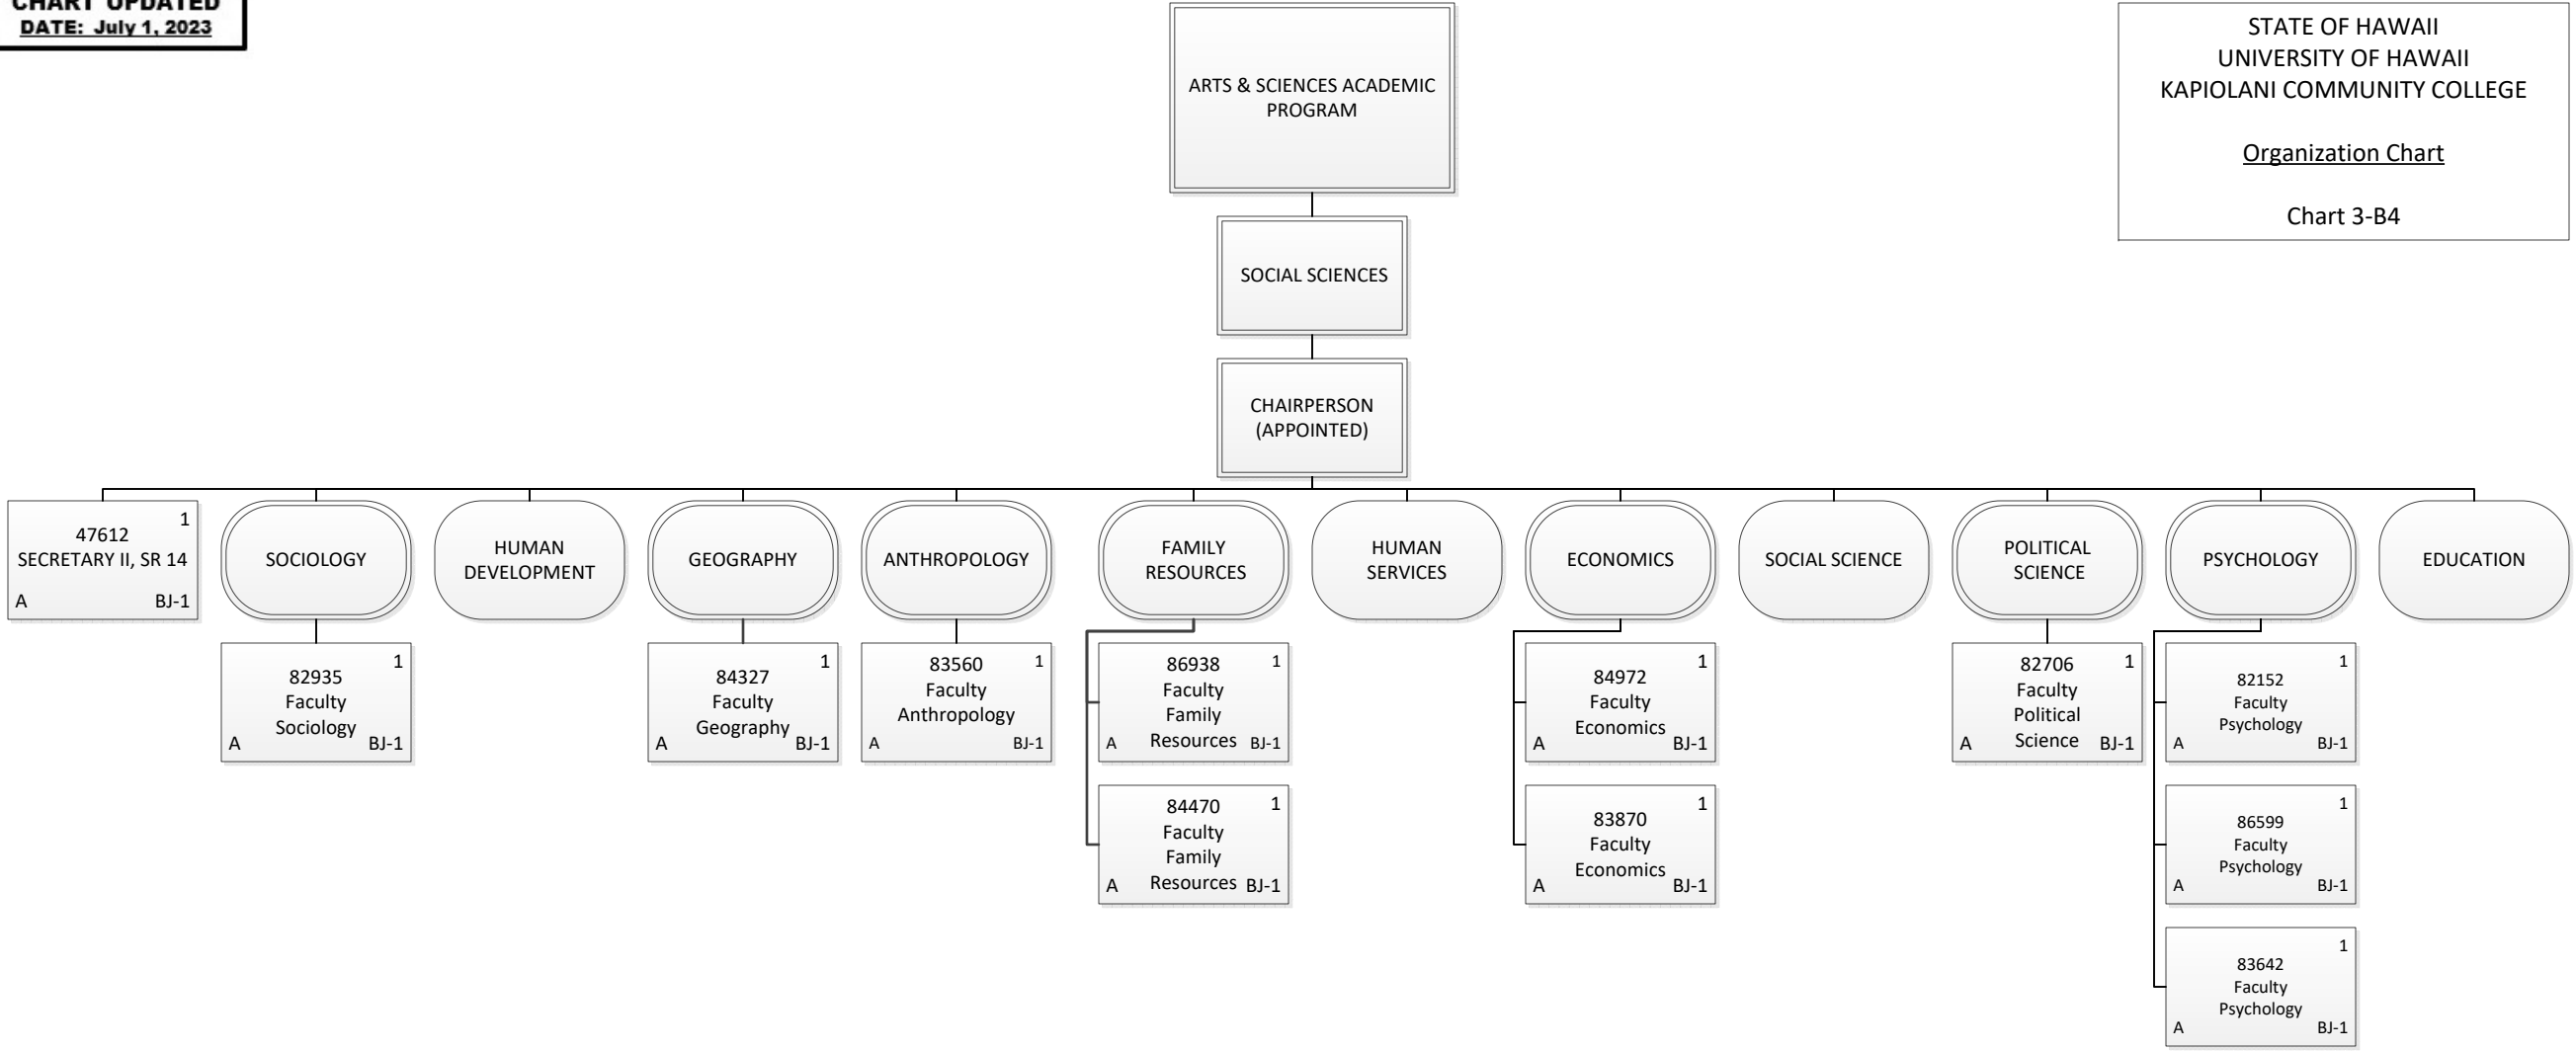 CHART UPDATED
DATE: July 1, 2023
ARTS & SCIENCES ACADEMIC
PROGRAM
STATE OF HAWAII
UNIVERSITY OF HAWAII
KAPIOLANI COMMUNITY COLLEGE
Organization Chart
Chart 3-B4
SOCIAL SCIENCES
CHAIRPERSON
(APPOINTED)
1
47612
SECRETARY II, SR 14
A BJ-1
SOCIOLOGY
HUMAN
DEVELOPMENT
GEOGRAPHY
ANTHROPOLOGY
FAMILY
RESOURCES
HUMAN
SERVICES
ECONOMICS
SOCIAL SCIENCE
POLITICAL
SCIENCE
PSYCHOLOGY
EDUCATION
1
82935
Faculty
Sociology
A BJ-1
1
84327
Faculty
Geography
A BJ-1
83560 1
Faculty
Anthropology
A BJ-1
86938 1
Faculty
Family
Resources
A BJ-1
84470 1
Faculty
Family
Resources
A BJ-1
1
84972
Faculty
Economics
A BJ-1
1
83870
Faculty
Economics
A BJ-1
82706 1
Faculty
Political
Science
A BJ-1
1
82152
Faculty
Psychology
A BJ-1
1
86599
Faculty
Psychology
A BJ-1
1
83642
Faculty
Psychology
A BJ-1